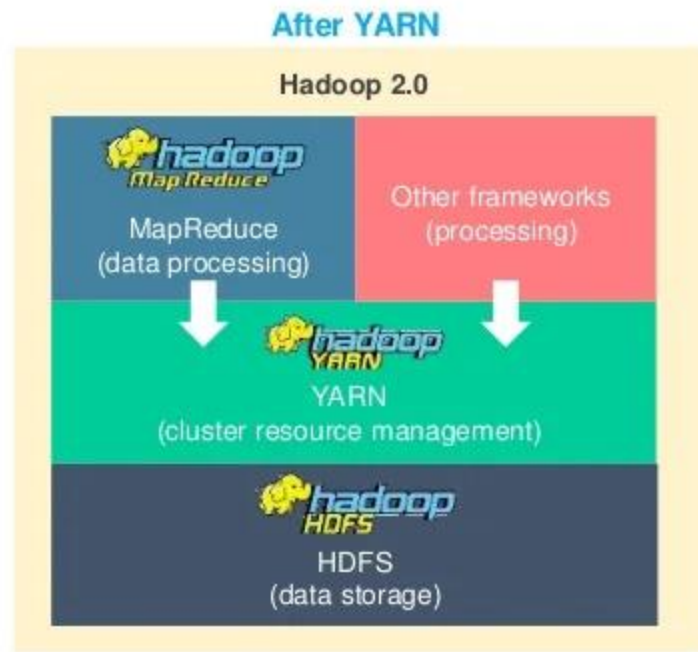 After YARN
Hadoop 2.0
hadoop
Map Reduce
MapReduce
(data processing)
Other frameworks
(processing)
hadoop
YARN
YARN
(cluster resource management)
hadoop
HDFS
HDFS
(data storage)